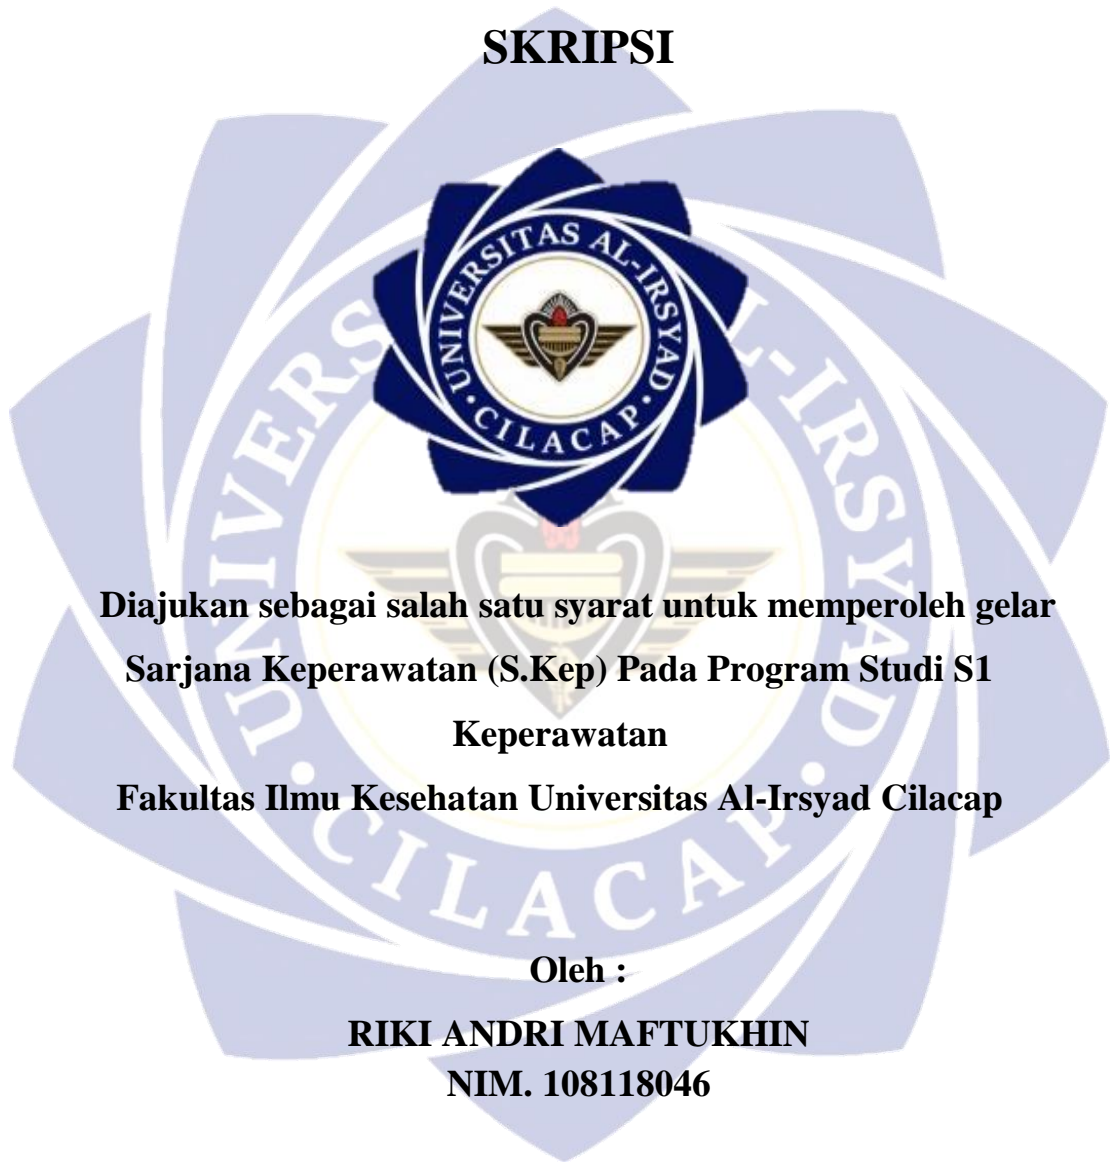 SKRIPSI
UNIVERSITAS AL-IRSYAD
CILACAP
Diajukan sebagai salah satu syarat untuk memperoleh gelar
Sarjana Keperawatan (S.Kep) Pada Program Studi S1
Keperawatan
Fakultas Ilmu Kesehatan Universitas Al-Irsyad Cilacap
Oleh :
RIKI ANDRI MAFTUKHIN
NIM. 108118046